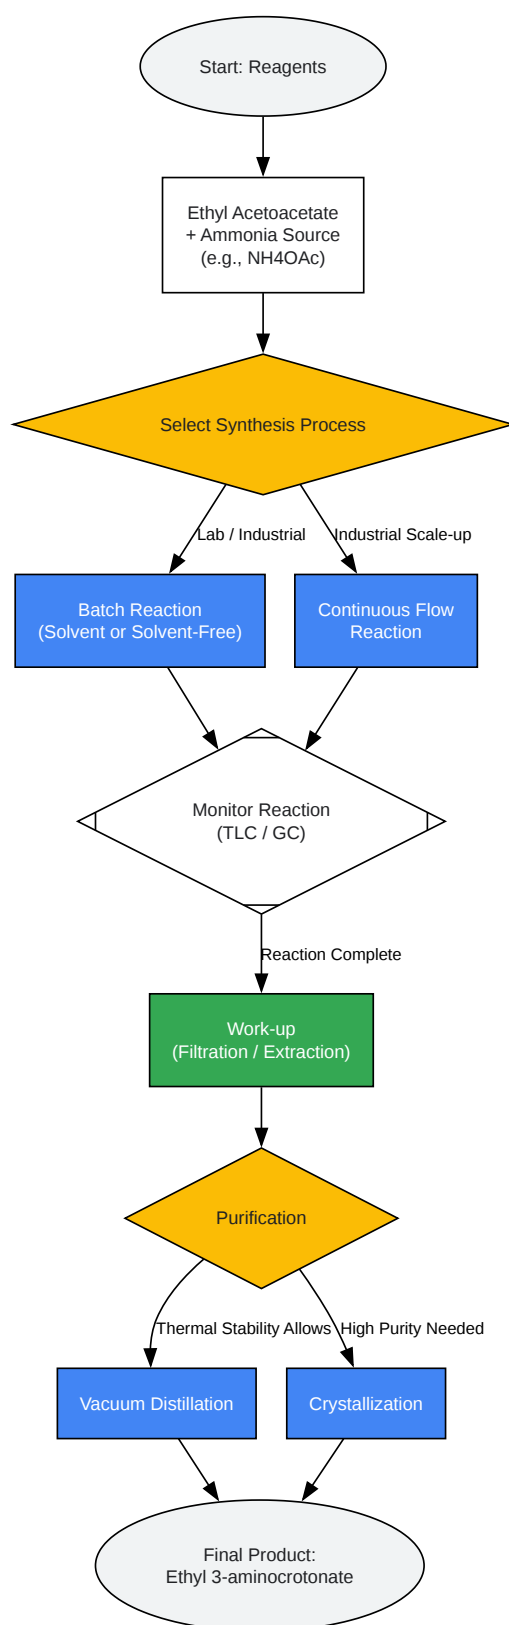 Start: Reagents
Ethyl Acetoacetate
+ Ammonia Source
(e.g., NH4OAc)
Select Synthesis Process
Lab / Industrial
Industrial Scale-up
Batch Reaction
(Solvent or Solvent-Free)
Continuous Flow
Reaction
Monitor Reaction
(TLC / GC)
Reaction Complete
Work-up
(Filtration / Extraction)
Purification
Thermal Stability Allows
High Purity Needed
Vacuum Distillation
Crystallization
Final Product:
Ethyl 3-aminocrotonate